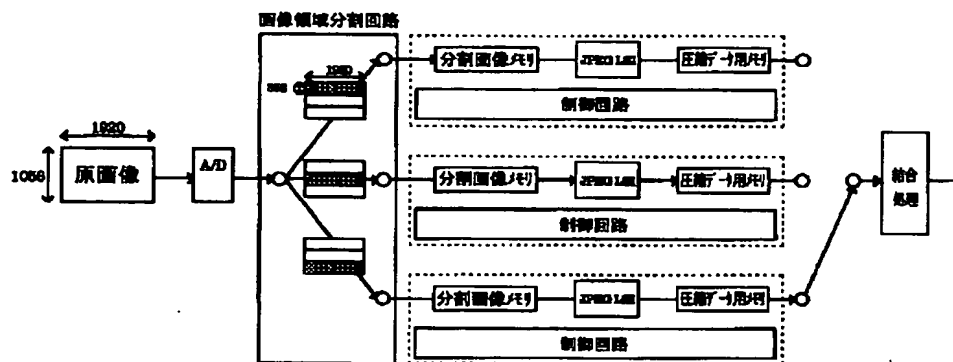 画像領域分割回路
1920
1056
原画像
A/D
1920
分割画像メモリ
JPEG LSI
圧縮データ用メモリ
制御回路
分割画像メモリ
JPEG LSI
圧縮データ用メモリ
制御回路
分割画像メモリ
JPEG LSI
圧縮データ用メモリ
制御回路
結合
処理